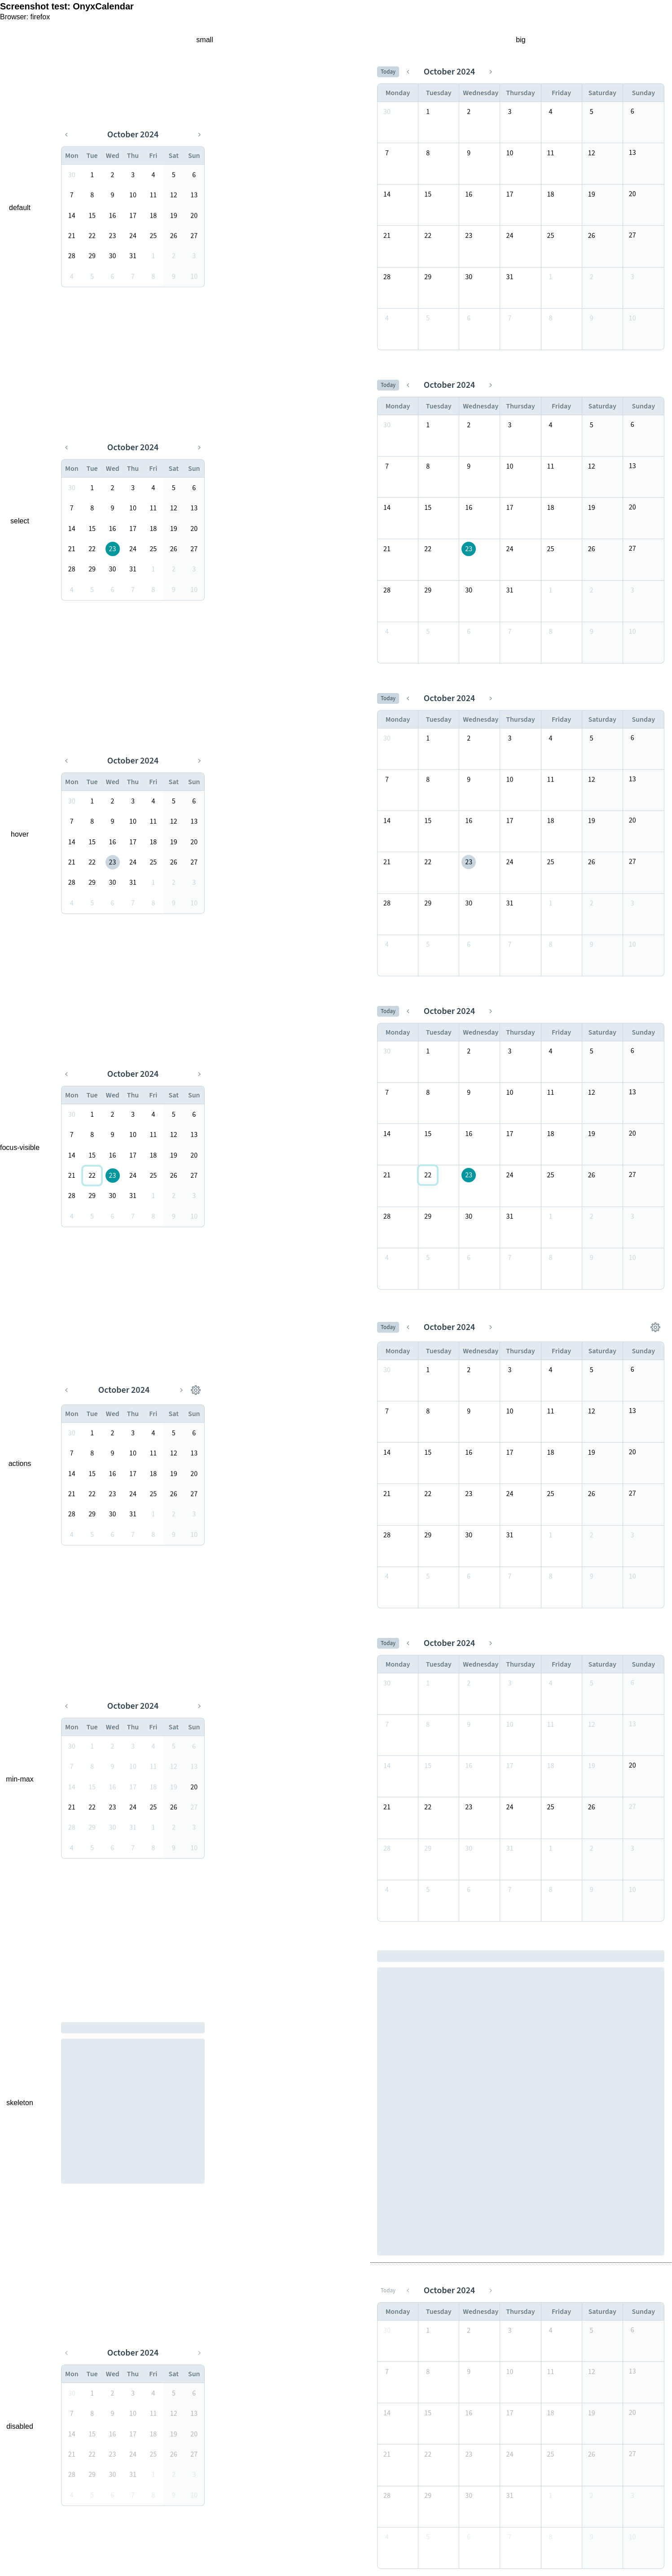 Screenshot test: OnyxCalendar
Browser: firefox
small big
default
‹ October 2024 ›
Mon Tue Wed Thu Fri Sat Sun
30 1 2 3 4 5 6
7 8 9 10 11 12 13
14 15 16 17 18 19 20
21 22 23 24 25 26 27
28 29 30 31 1 2 3
4 5 6 7 8 9 10
Today ‹ October 2024 ›
Monday Tuesday Wednesday Thursday Friday Saturday Sunday
30 1 2 3 4 5 6
7 8 9 10 11 12 13
14 15 16 17 18 19 20
21 22 23 24 25 26 27
28 29 30 31 1 2 3
4 5 6 7 8 9 10
select
‹ October 2024 ›
Mon Tue Wed Thu Fri Sat Sun
30 1 2 3 4 5 6
7 8 9 10 11 12 13
14 15 16 17 18 19 20
21 22 23 24 25 26 27
28 29 30 31 1 2 3
4 5 6 7 8 9 10
Today ‹ October 2024 ›
Monday Tuesday Wednesday Thursday Friday Saturday Sunday
30 1 2 3 4 5 6
7 8 9 10 11 12 13
14 15 16 17 18 19 20
21 22 23 24 25 26 27
28 29 30 31 1 2 3
4 5 6 7 8 9 10
hover
‹ October 2024 ›
Mon Tue Wed Thu Fri Sat Sun
30 1 2 3 4 5 6
7 8 9 10 11 12 13
14 15 16 17 18 19 20
21 22 23 24 25 26 27
28 29 30 31 1 2 3
4 5 6 7 8 9 10
Today ‹ October 2024 ›
Monday Tuesday Wednesday Thursday Friday Saturday Sunday
30 1 2 3 4 5 6
7 8 9 10 11 12 13
14 15 16 17 18 19 20
21 22 23 24 25 26 27
28 29 30 31 1 2 3
4 5 6 7 8 9 10
focus-visible
‹ October 2024 ›
Mon Tue Wed Thu Fri Sat Sun
30 1 2 3 4 5 6
7 8 9 10 11 12 13
14 15 16 17 18 19 20
21 22 23 24 25 26 27
28 29 30 31 1 2 3
4 5 6 7 8 9 10
Today ‹ October 2024 ›
Monday Tuesday Wednesday Thursday Friday Saturday Sunday
30 1 2 3 4 5 6
7 8 9 10 11 12 13
14 15 16 17 18 19 20
21 22 23 24 25 26 27
28 29 30 31 1 2 3
4 5 6 7 8 9 10
actions
‹ October 2024 ›
Mon Tue Wed Thu Fri Sat Sun
30 1 2 3 4 5 6
7 8 9 10 11 12 13
14 15 16 17 18 19 20
21 22 23 24 25 26 27
28 29 30 31 1 2 3
4 5 6 7 8 9 10
Today ‹ October 2024 ›
Monday Tuesday Wednesday Thursday Friday Saturday Sunday
30 1 2 3 4 5 6
7 8 9 10 11 12 13
14 15 16 17 18 19 20
21 22 23 24 25 26 27
28 29 30 31 1 2 3
4 5 6 7 8 9 10
min-max
‹ October 2024 ›
Mon Tue Wed Thu Fri Sat Sun
30 1 2 3 4 5 6
7 8 9 10 11 12 13
14 15 16 17 18 19 20
21 22 23 24 25 26 27
28 29 30 31 1 2 3
4 5 6 7 8 9 10
Today ‹ October 2024 ›
Monday Tuesday Wednesday Thursday Friday Saturday Sunday
30 1 2 3 4 5 6
7 8 9 10 11 12 13
14 15 16 17 18 19 20
21 22 23 24 25 26 27
28 29 30 31 1 2 3
4 5 6 7 8 9 10
skeleton
disabled
‹ October 2024 ›
Mon Tue Wed Thu Fri Sat Sun
30 1 2 3 4 5 6
7 8 9 10 11 12 13
14 15 16 17 18 19 20
21 22 23 24 25 26 27
28 29 30 31 1 2 3
4 5 6 7 8 9 10
Today ‹ October 2024 ›
Monday Tuesday Wednesday Thursday Friday Saturday Sunday
30 1 2 3 4 5 6
7 8 9 10 11 12 13
14 15 16 17 18 19 20
21 22 23 24 25 26 27
28 29 30 31 1 2 3
4 5 6 7 8 9 10